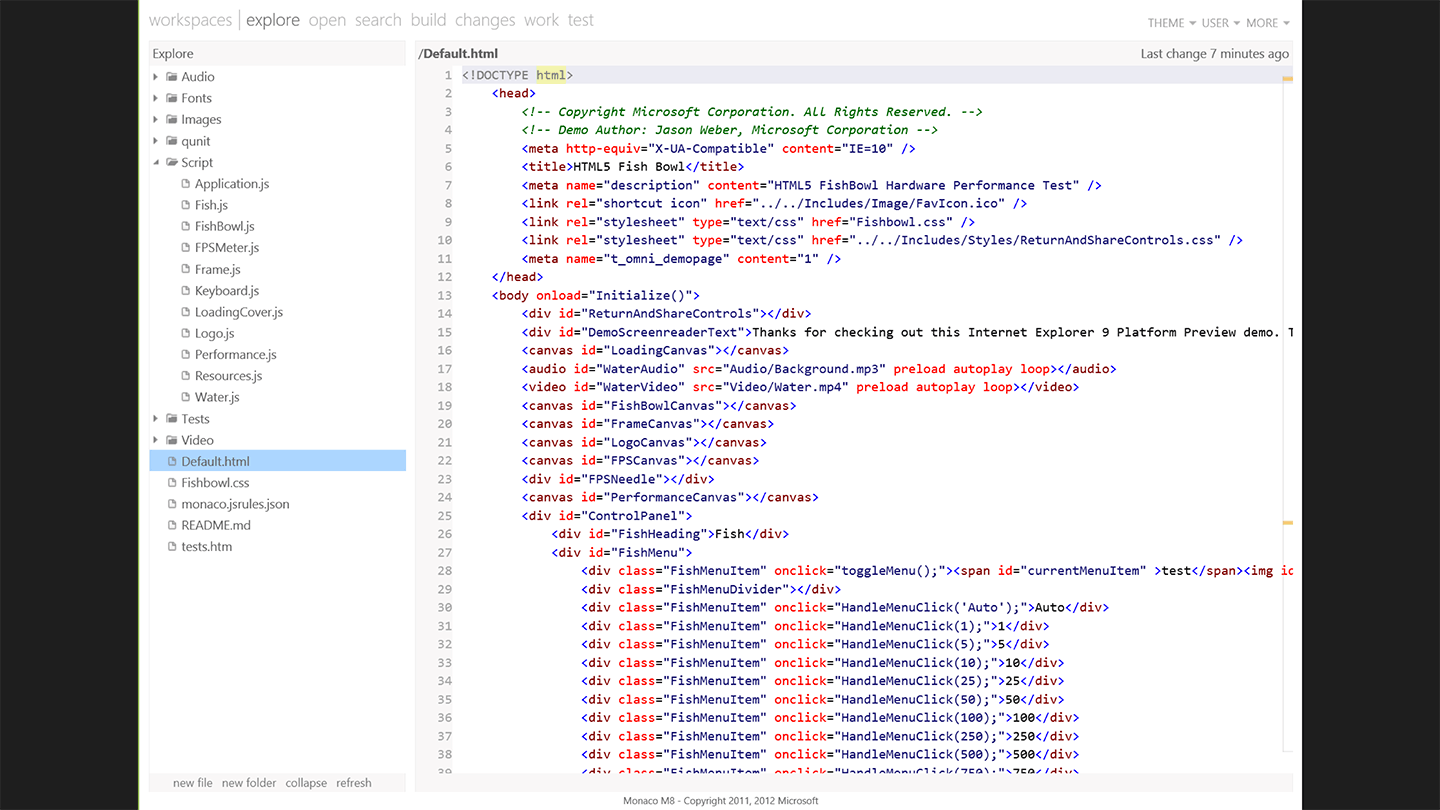 workspaces explore open search build changes work test
THEME USER MORE
Explore
Audio
Fonts
Images
qunit
Script
Application.js
Fish.js
FishBowl.js
FPSMeter.js
Frame.js
Keyboard.js
LoadingCover.js
Logo.js
Performance.js
Resources.js
Water.js
Tests
Video
Default.html
Fishbowl.css
monaco.jsrules.json
README.md
tests.htm
new file new folder collapse refresh
/Default.html Last change 7 minutes ago
1 <!DOCTYPE html>
2 <head>
3 <!-- Copyright Microsoft Corporation. All Rights Reserved. -->
4 <!-- Demo Author: Jason Weber, Microsoft Corporation -->
5 <meta http-equiv="X-UA-Compatible" content="IE=10" />
6 <title>HTML5 Fish Bowl</title>
7 <meta name="description" content="HTML5 FishBowl Hardware Performance Test" />
8 <link rel="shortcut icon" href="../../Includes/Image/FavIcon.ico" />
9 <link rel="stylesheet" type="text/css" href="Fishbowl.css" />
10 <link rel="stylesheet" type="text/css" href="../../Includes/Styles/ReturnAndShareControls.css" />
11 <meta name="t_omni_demopage" content="1" />
12 </head>
13 <body onload="Initialize()">
14 <div id="ReturnAndShareControls"></div>
15 <div id="DemoScreenreaderText">Thanks for checking out this Internet Explorer 9 Platform Preview demo. T
16 <canvas id="LoadingCanvas"></canvas>
17 <audio id="WaterAudio" src="Audio/Background.mp3" preload autoplay loop></audio>
18 <video id="WaterVideo" src="Video/Water.mp4" preload autoplay loop></video>
19 <canvas id="FishBowlCanvas"></canvas>
20 <canvas id="FrameCanvas"></canvas>
21 <canvas id="LogoCanvas"></canvas>
22 <canvas id="FPSCanvas"></canvas>
23 <div id="FPSNeedle"></div>
24 <canvas id="PerformanceCanvas"></canvas>
25 <div id="ControlPanel">
26 <div id="FishHeading">Fish</div>
27 <div id="FishMenu">
28 <div class="FishMenuItem" onclick="toggleMenu();"><span id="currentMenuItem" >test</span><img id
29 <div class="FishMenuDivider"></div>
30 <div class="FishMenuItem" onclick="HandleMenuClick('Auto');">Auto</div>
31 <div class="FishMenuItem" onclick="HandleMenuClick(1);">1</div>
32 <div class="FishMenuItem" onclick="HandleMenuClick(5);">5</div>
33 <div class="FishMenuItem" onclick="HandleMenuClick(10);">10</div>
34 <div class="FishMenuItem" onclick="HandleMenuClick(25);">25</div>
35 <div class="FishMenuItem" onclick="HandleMenuClick(50);">50</div>
36 <div class="FishMenuItem" onclick="HandleMenuClick(100);">100</div>
37 <div class="FishMenuItem" onclick="HandleMenuClick(250);">250</div>
38 <div class="FishMenuItem" onclick="HandleMenuClick(500);">500</div>
39 <div class="FishMenuItem" onclick="HandleMenuClick(750);">750</div>
Monaco M8 - Copyright 2011, 2012 Microsoft